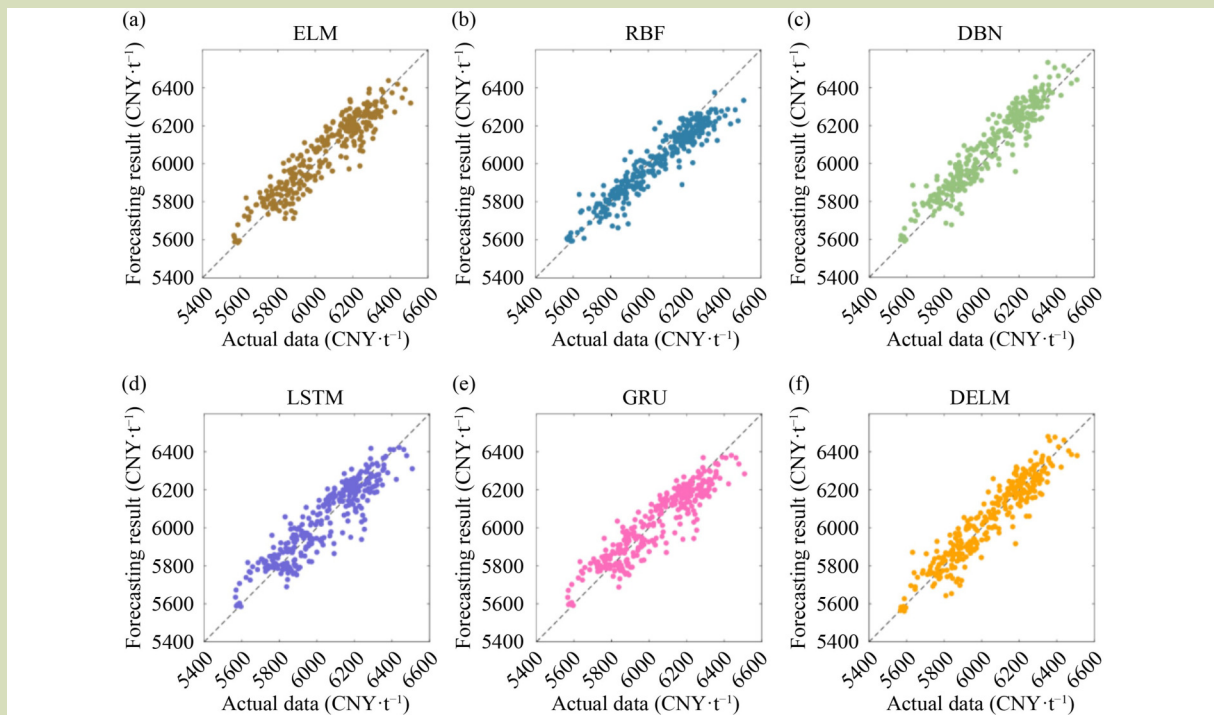 (a)
ELM
Forecasting result (CNY·t⁻¹)
6400
6200
6000
5800
5600
5400
5400 5600 5800 6000 6200 6400 6600
Actual data (CNY·t⁻¹)
(b)
RBF
Forecasting result (CNY·t⁻¹)
6400
6200
6000
5800
5600
5400
5400 5600 5800 6000 6200 6400 6600
Actual data (CNY·t⁻¹)
(c)
DBN
Forecasting result (CNY·t⁻¹)
6400
6200
6000
5800
5600
5400
5400 5600 5800 6000 6200 6400 6600
Actual data (CNY·t⁻¹)
(d)
LSTM
Forecasting result (CNY·t⁻¹)
6400
6200
6000
5800
5600
5400
5400 5600 5800 6000 6200 6400 6600
Actual data (CNY·t⁻¹)
(e)
GRU
Forecasting result (CNY·t⁻¹)
6400
6200
6000
5800
5600
5400
5400 5600 5800 6000 6200 6400 6600
Actual data (CNY·t⁻¹)
(f)
DELM
Forecasting result (CNY·t⁻¹)
6400
6200
6000
5800
5600
5400
5400 5600 5800 6000 6200 6400 6600
Actual data (CNY·t⁻¹)